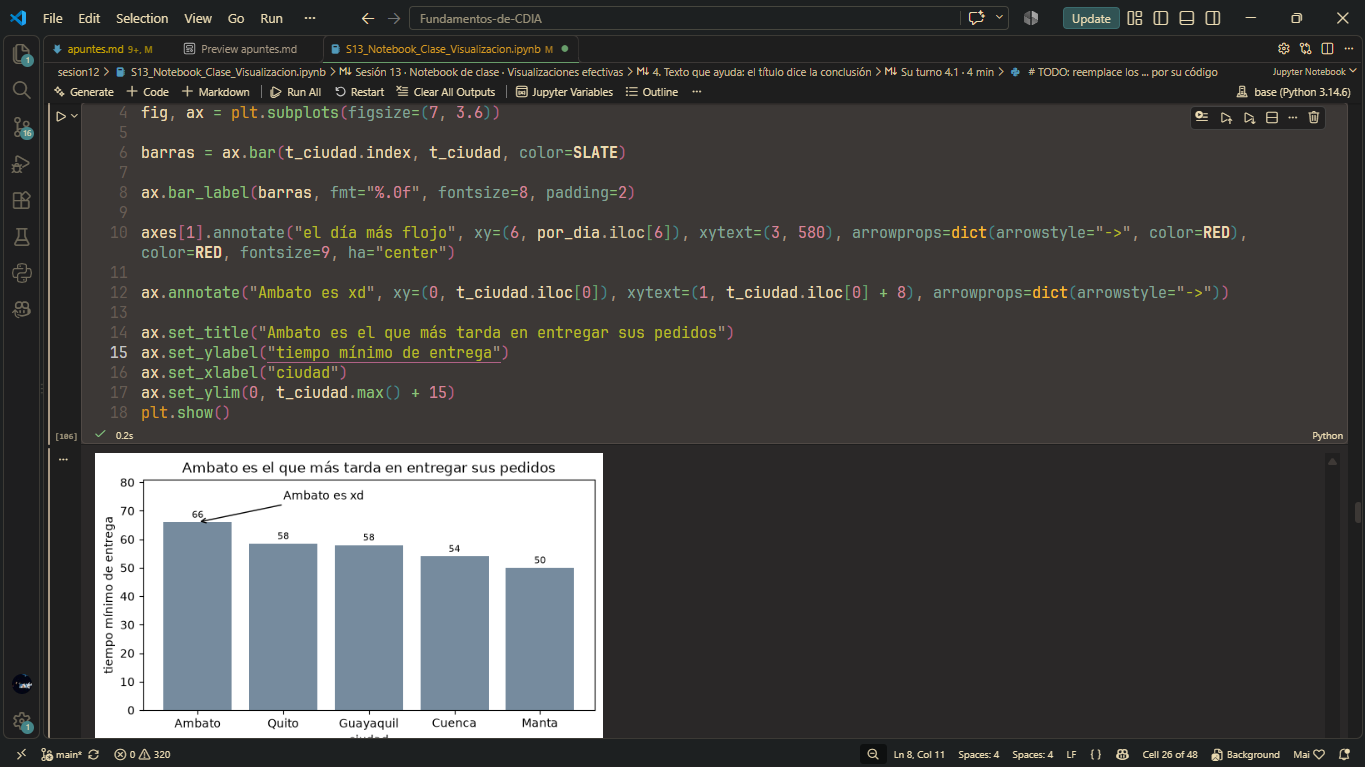 File Edit Selection View Go Run ··· Fundamentos-de-CDIA Update
apuntes.md 9+, M Preview apuntes.md S13_Notebook_Clase_Visualizacion.ipynb M
sesion12 > S13_Notebook_Clase_Visualizacion.ipynb > M↓ Sesión 13 · Notebook de clase · Visualizaciones efectivas > M↓ 4. Texto que ayuda: el título dice la conclusión > M↓ Su turno 4.1 · 4 min > # TODO: reemplace los ... por su código
Jupyter Notebook
Generate + Code + Markdown Run All Restart Clear All Outputs Jupyter Variables Outline ··· base (Python 3.14.6)
4 fig, ax = plt.subplots(figsize=(7, 3.6))
5
6 barras = ax.bar(t_ciudad.index, t_ciudad, color=SLATE)
7
8 ax.bar_label(barras, fmt="%.0f", fontsize=8, padding=2)
9
10 axes[1].annotate("el día más flojo", xy=(6, por_dia.iloc[6]), xytext=(3, 580), arrowprops=dict(arrowstyle="->", color=RED),
color=RED, fontsize=9, ha="center")
11
12 ax.annotate("Ambato es xd", xy=(0, t_ciudad.iloc[0]), xytext=(1, t_ciudad.iloc[0] + 8), arrowprops=dict(arrowstyle="->"))
13
14 ax.set_title("Ambato es el que más tarda en entregar sus pedidos")
15 ax.set_ylabel("tiempo mínimo de entrega")
16 ax.set_xlabel("ciudad")
17 ax.set_ylim(0, t_ciudad.max() + 15)
18 plt.show()
[106] 0.2s Python
Ambato es el que más tarda en entregar sus pedidos
tiempo mínimo de entrega
80
70
60
50
40
30
20
10
0
Ambato es xd
66
58
58
54
50
Ambato Quito Guayaquil Cuenca Manta
ciudad
1
16
1
main* 0 320 Ln 8, Col 11 Spaces: 4 Spaces: 4 LF { } Cell 26 of 48 Background Mai